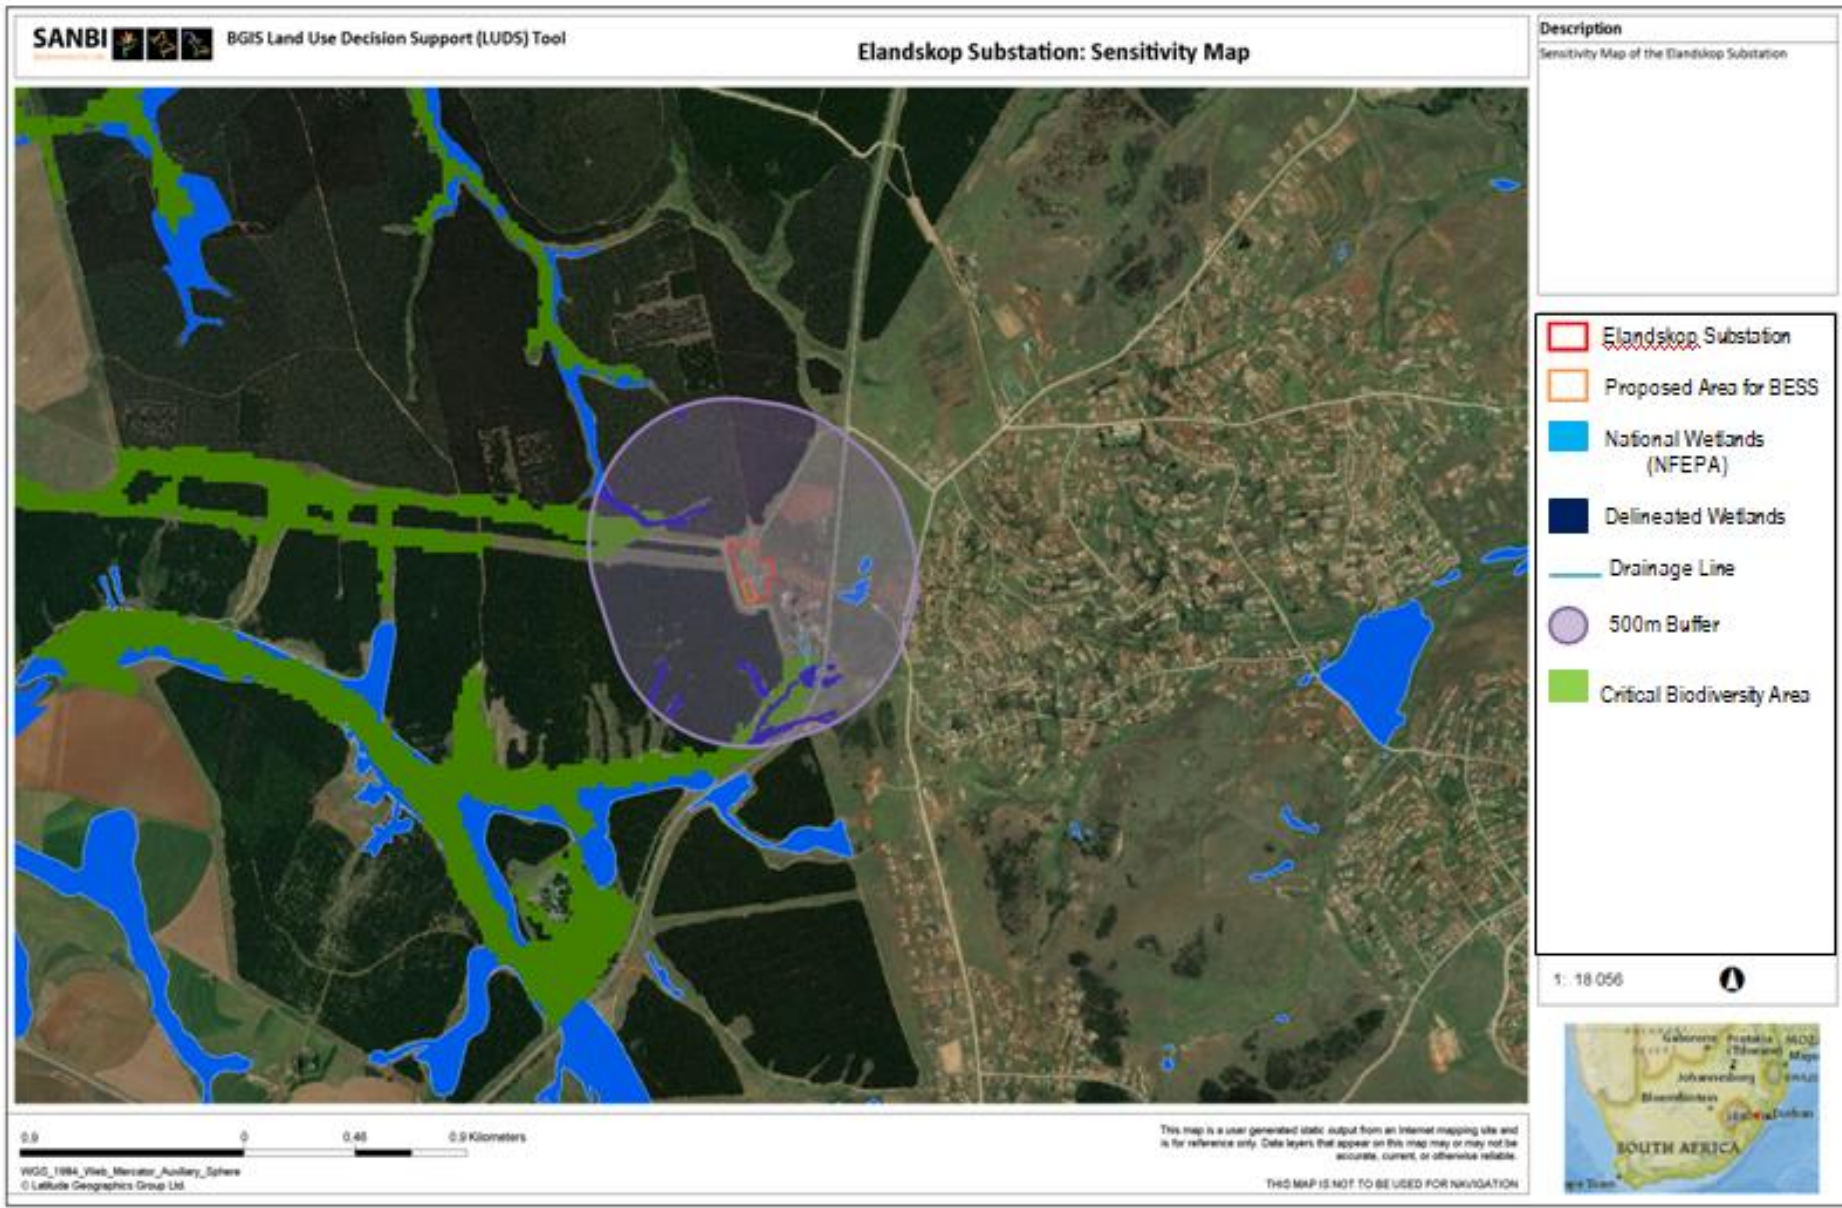 SANBI
BGIS Land Use Decision Support (LUDS) Tool
Elandskop Substation: Sensitivity Map
Description
Sensitivity Map of the Elandskop Substation
Elandskop Substation
Proposed Area for BESS
National Wetlands
(NFEPA)
Delineated Wetlands
Drainage Line
500m Buffer
Critical Biodiversity Area
1: 18 056
0.9 0 0.46 0.9 Kilometers
WGS_1984_Web_Mercator_Auxiliary_Sphere
© Latitude Geographics Group Ltd.
This map is a user generated static output from an Internet mapping site and
is for reference only. Data layers that appear on this map may or may not be
accurate, current, or otherwise reliable.
THIS MAP IS NOT TO BE USED FOR NAVIGATION
Gaborone Pretoria
(Tshwane)
Johannesburg
Bloemfontein
Durban
SOUTH AFRICA